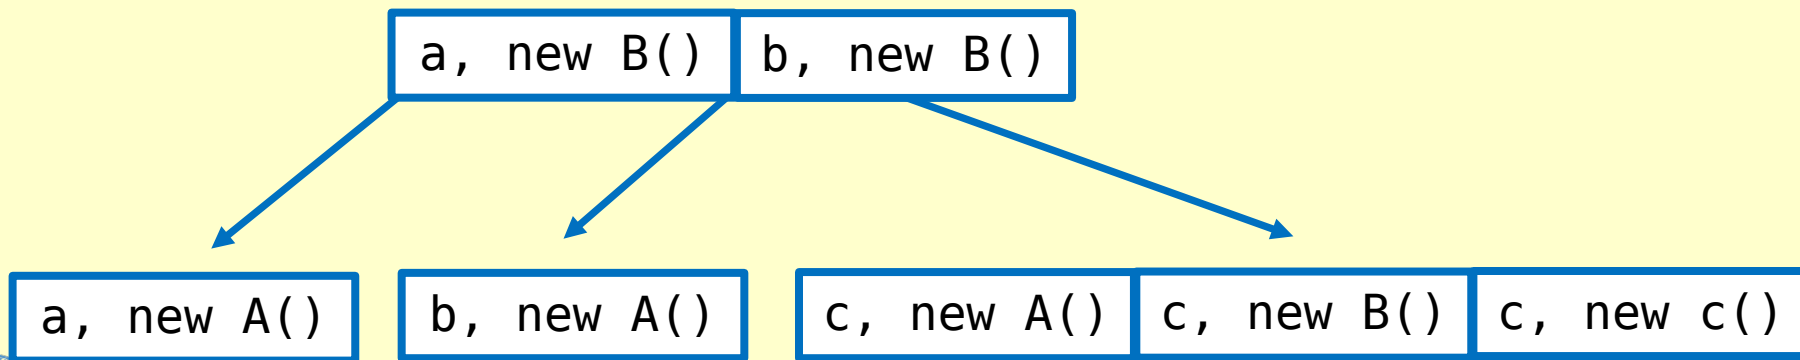 a, new B() b, new B()
a, new A() b, new A() c, new A() c, new B() c, new c()